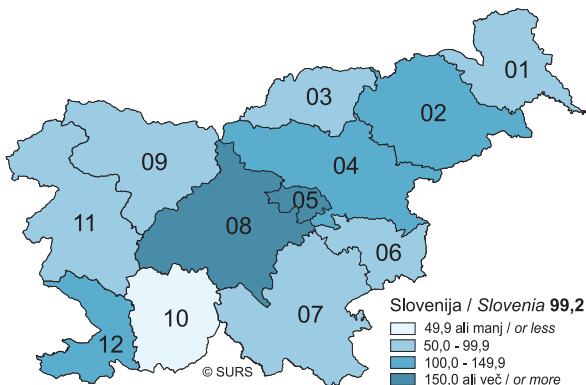 01
03
02
09
04
05
11
08
06
10
07
12
© SURS
Slovenija / Slovenia 99,2
49,9 ali manj / or less
50,0 - 99,9
100,0 - 149,9
150,0 ali več / or more